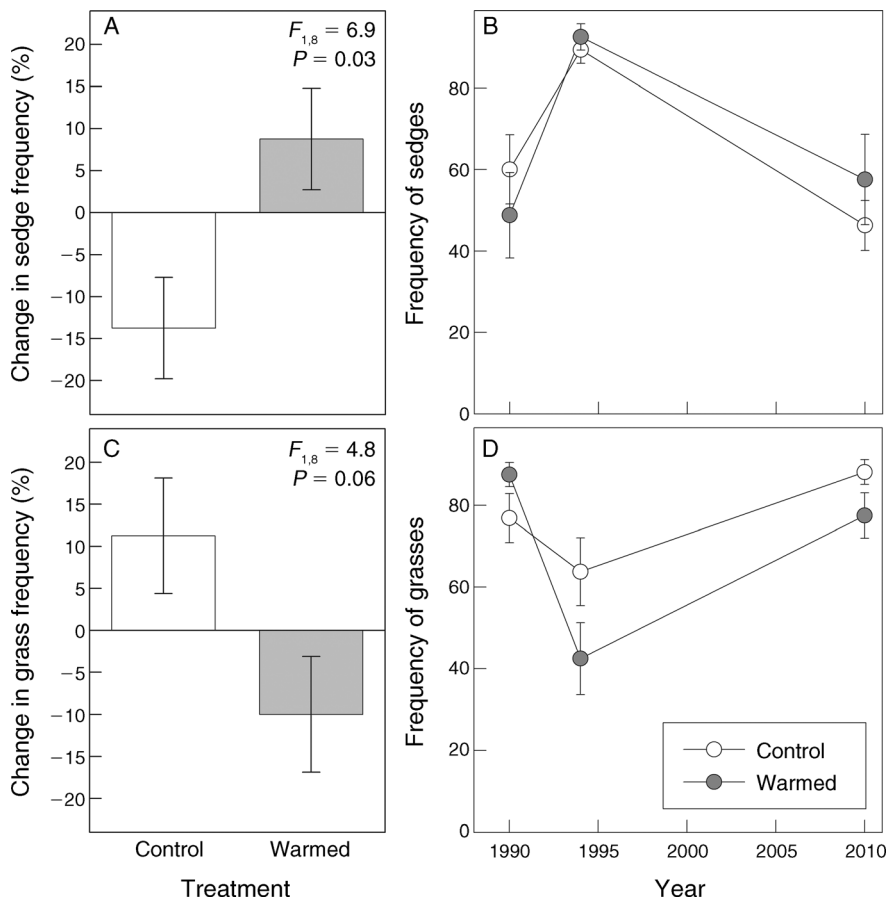 A
F1,8 = 6.9
P = 0.03
Change in sedge frequency (%)
20
15
10
5
0
−5
−10
−15
−20
B
Frequency of sedges
80
60
40
20
0
C
F1,8 = 4.8
P = 0.06
Change in grass frequency (%)
20
15
10
5
0
−5
−10
−15
−20
Control Warmed
Treatment
D
Frequency of grasses
80
60
40
20
0
Control
Warmed
1990 1995 2000 2005 2010
Year